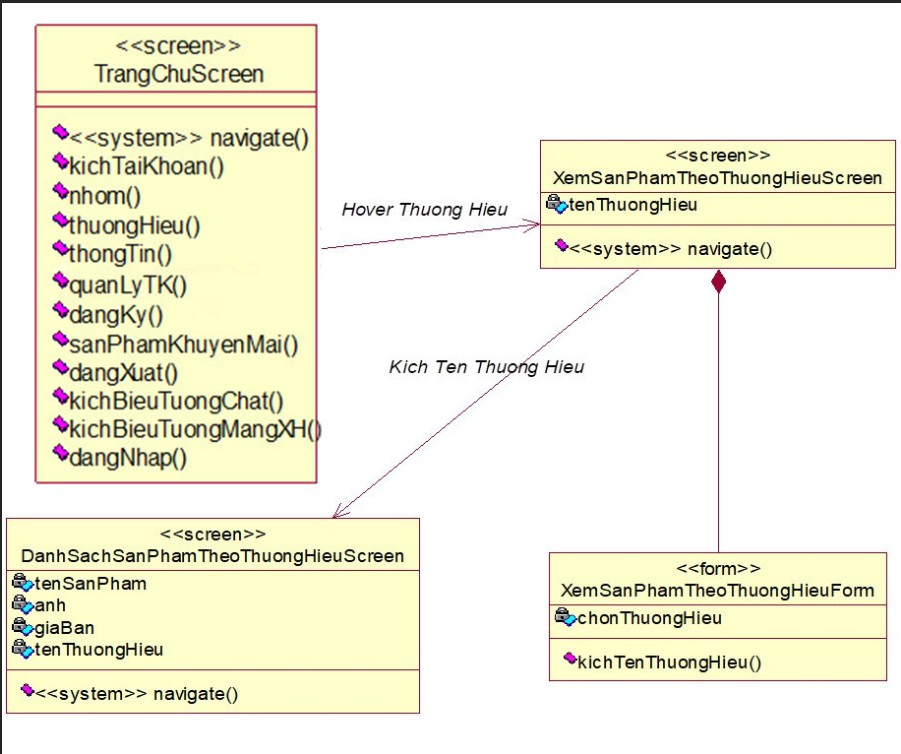 <<screen>>
TrangChuScreen
<<system>> navigate()
kichTaiKhoan()
nhom()
thuongHieu()
thongTin()
quanLyTK()
dangKy()
sanPhamKhuyenMai()
dangXuat()
kichBieuTuongChat()
kichBieuTuongMangXH()
dangNhap()
Hover Thuong Hieu
<<screen>>
XemSanPhamTheoThuongHieuScreen
tenThuongHieu
<<system>> navigate()
Kich Ten Thuong Hieu
<<screen>>
DanhSachSanPhamTheoThuongHieuScreen
tenSanPham
anh
giaBan
tenThuongHieu
<<system>> navigate()
<<form>>
XemSanPhamTheoThuongHieuForm
chonThuongHieu
kichTenThuongHieu()